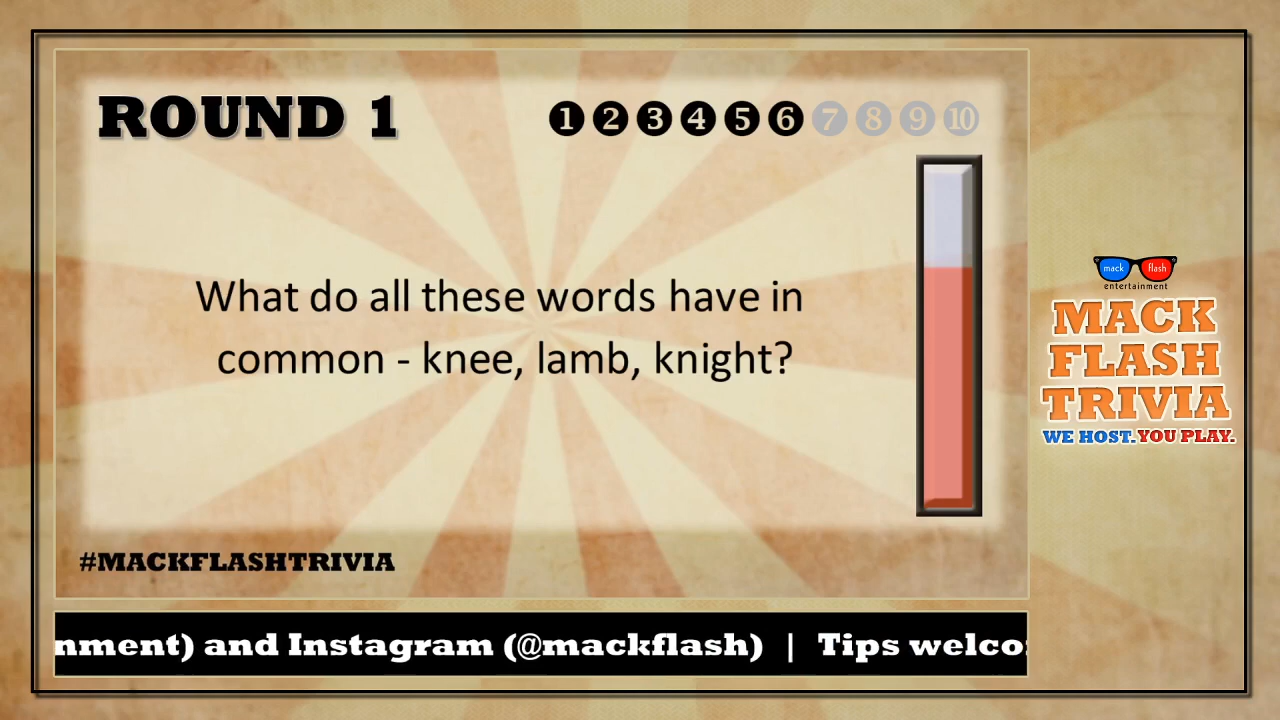 ROUND 1
1 2 3 4 5 6 7 8 9 10
What do all these words have in
common - knee, lamb, knight?
#MACKFLASHTRIVIA
mack flash
entertainment
MACK
FLASH
TRIVIA
WE HOST. YOU PLAY.
nment) and Instagram (@mackflash) | Tips welco